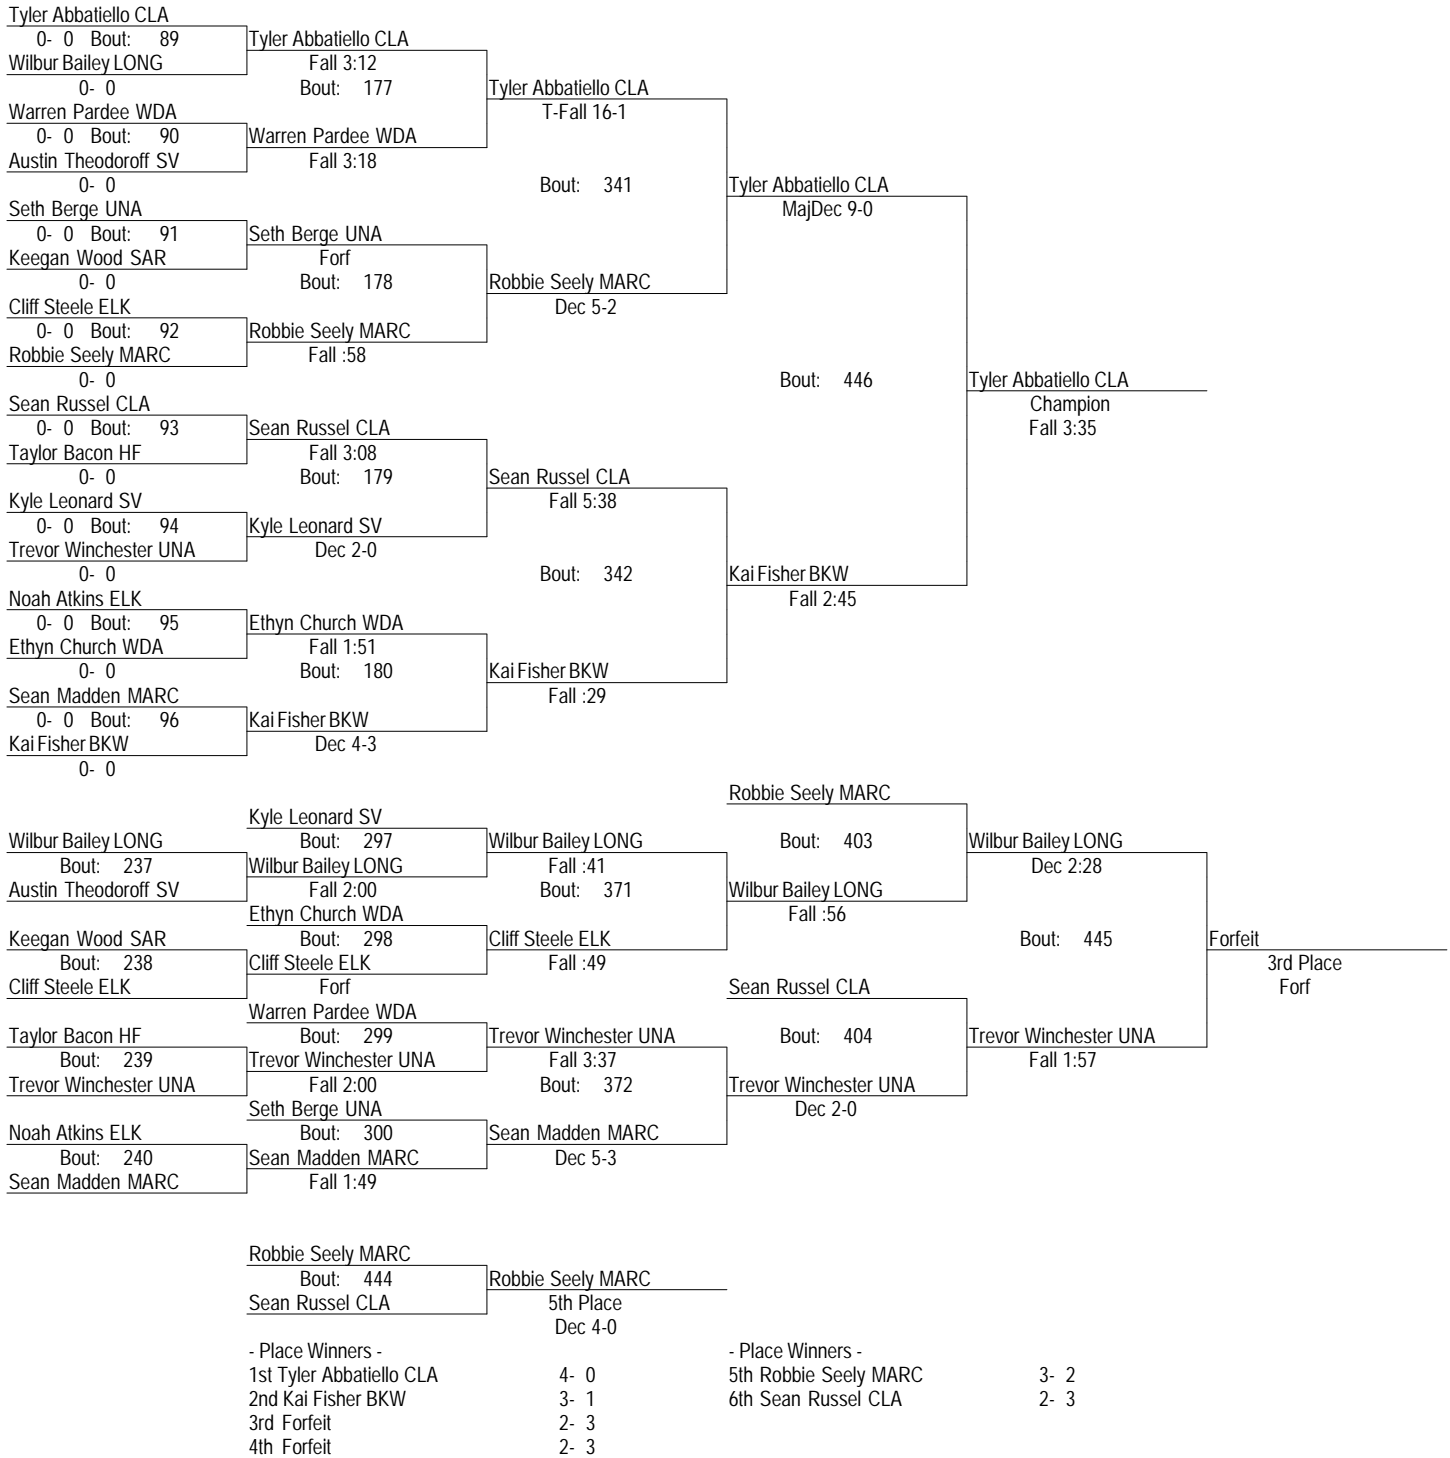 Tyler Abbatiello CLA
0- 0 Bout: 89 Tyler Abbatiello CLA
Wilbur Bailey LONG Fall 3:12
0- 0 Bout: 177 Tyler Abbatiello CLA
Warren Pardee WDA T-Fall 16-1
0- 0 Bout: 90 Warren Pardee WDA
Austin Theodoroff SV Fall 3:18
0- 0 Bout: 341 Tyler Abbatiello CLA
Seth Berge UNA MajDec 9-0
0- 0 Bout: 91 Seth Berge UNA
Keegan Wood SAR Forf
0- 0 Bout: 178 Robbie Seely MARC
Cliff Steele ELK Dec 5-2
0- 0 Bout: 92 Robbie Seely MARC
Robbie Seely MARC Fall :58
0- 0 Bout: 446 Tyler Abbatiello CLA
Sean Russel CLA Champion
0- 0 Bout: 93 Sean Russel CLA Fall 3:35
Taylor Bacon HF Fall 3:08
0- 0 Bout: 179 Sean Russel CLA
Kyle Leonard SV Fall 5:38
0- 0 Bout: 94 Kyle Leonard SV
Trevor Winchester UNA Dec 2-0
0- 0 Bout: 342 Kai Fisher BKW
Noah Atkins ELK Fall 2:45
0- 0 Bout: 95 Ethyn Church WDA
Ethyn Church WDA Fall 1:51
0- 0 Bout: 180 Kai Fisher BKW
Sean Madden MARC Fall :29
0- 0 Bout: 96 Kai Fisher BKW
Kai Fisher BKW Dec 4-3
0- 0
Robbie Seely MARC
Kyle Leonard SV
Wilbur Bailey LONG Bout: 297 Wilbur Bailey LONG Bout: 403 Wilbur Bailey LONG
Bout: 237 Wilbur Bailey LONG Fall :41 Dec 2:28
Austin Theodoroff SV Fall 2:00 Bout: 371 Wilbur Bailey LONG
Ethyn Church WDA Fall :56
Keegan Wood SAR Bout: 298 Cliff Steele ELK Bout: 445 Forfeit
Bout: 238 Cliff Steele ELK Fall :49 3rd Place
Cliff Steele ELK Forf Sean Russel CLA Forf
Warren Pardee WDA
Taylor Bacon HF Bout: 299 Trevor Winchester UNA Bout: 404 Trevor Winchester UNA
Bout: 239 Trevor Winchester UNA Fall 3:37 Fall 1:57
Trevor Winchester UNA Fall 2:00 Bout: 372 Trevor Winchester UNA
Seth Berge UNA Dec 2-0
Noah Atkins ELK Bout: 300 Sean Madden MARC
Bout: 240 Sean Madden MARC Dec 5-3
Sean Madden MARC Fall 1:49
Robbie Seely MARC
Bout: 444 Robbie Seely MARC
Sean Russel CLA 5th Place
Dec 4-0
- Place Winners - - Place Winners -
1st Tyler Abbatiello CLA 4- 0 5th Robbie Seely MARC 3- 2
2nd Kai Fisher BKW 3- 1 6th Sean Russel CLA 2- 3
3rd Forfeit 2- 3
4th Forfeit 2- 3